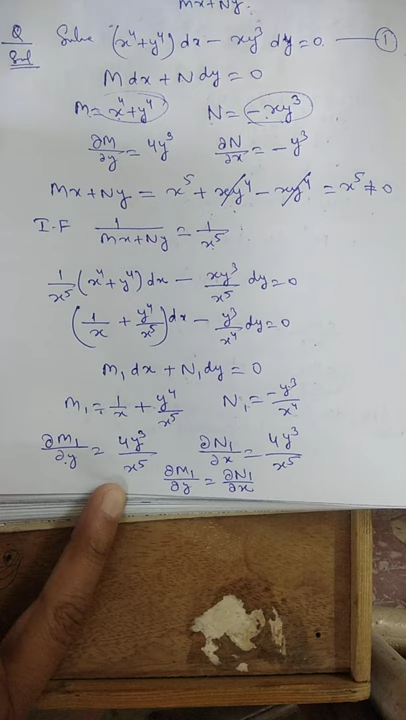 Mx+Ny.
Q Solve (x⁴+y⁴) dx - xy³ dy = 0. —— ①
Sol
M dx + N dy = 0
M = x⁴+y⁴ N = -xy³
∂M/∂y = 4y³ ∂N/∂x = -y³
Mx+Ny = x⁵ + xy⁴ - xy⁴ = x⁵ ≠ 0
I.F 1/(Mx+Ny) = 1/x⁵
1/x⁵ (x⁴+y⁴) dx - xy³/x⁵ dy = 0
(1/x + y⁴/x⁵) dx - y³/x⁴ dy = 0
M₁ dx + N₁ dy = 0
M₁ = 1/x + y⁴/x⁵ N₁ = -y³/x⁴
∂M₁/∂y = 4y³/x⁵ ∂N₁/∂x = 4y³/x⁵
∂M₁/∂y = ∂N₁/∂x